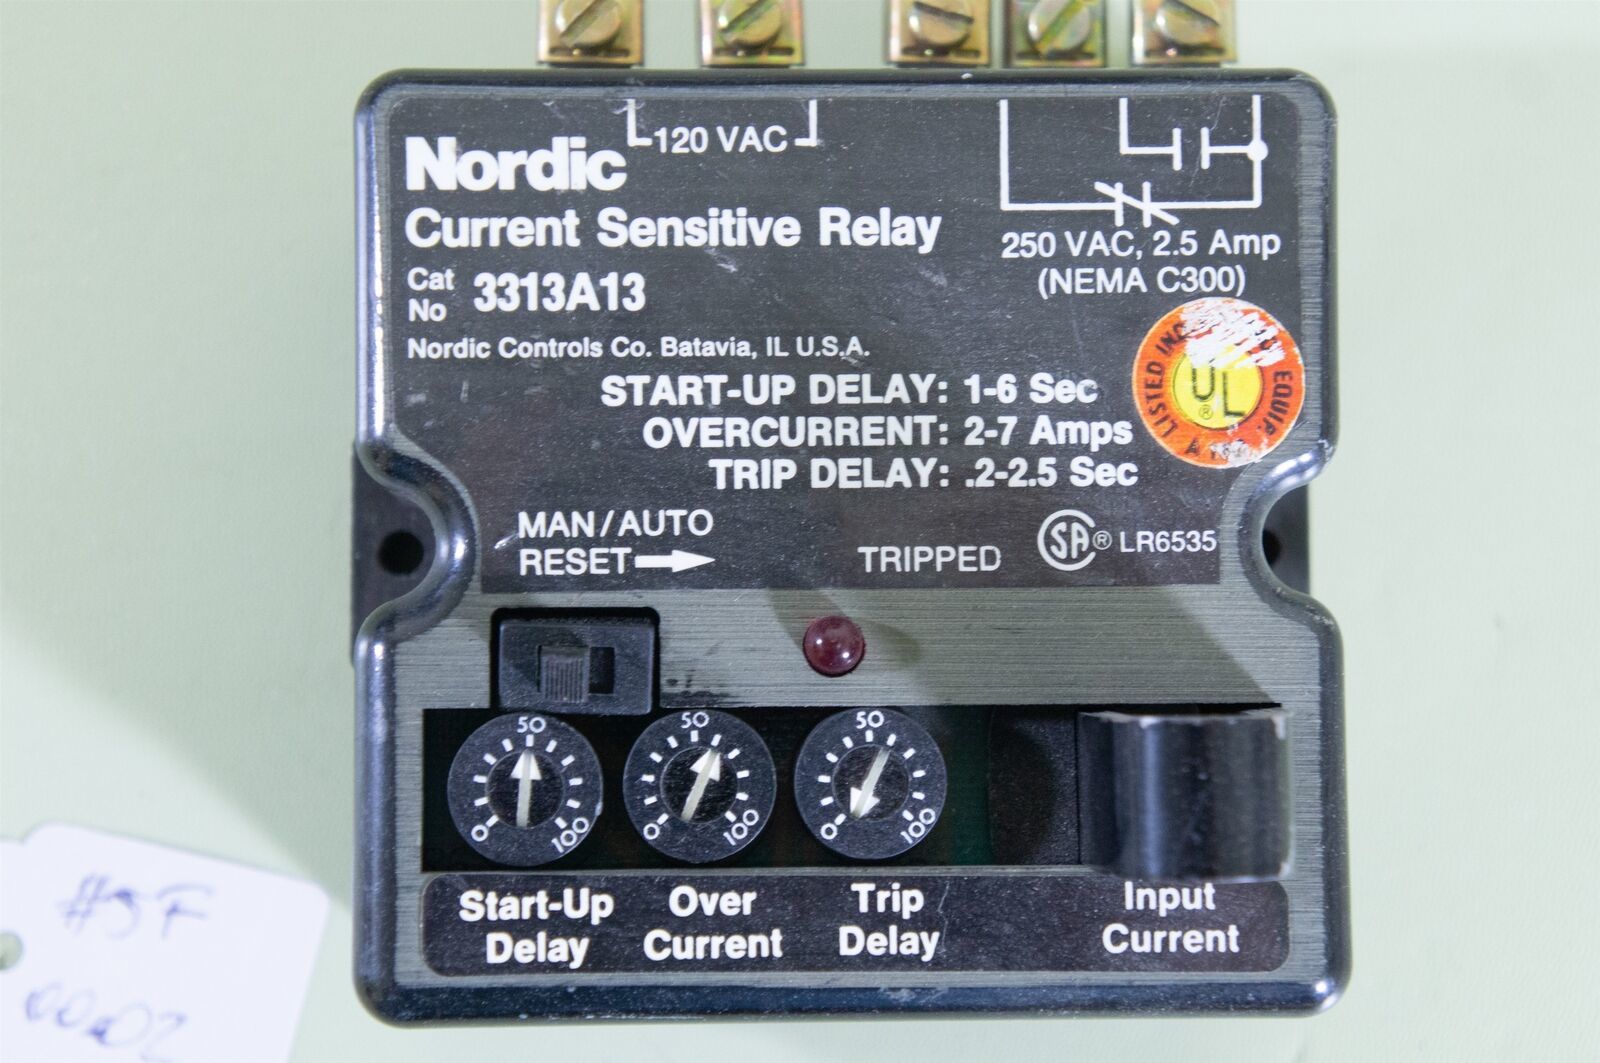 120 VAC
Nordic
Current Sensitive Relay
Cat No 3313A13
Nordic Controls Co. Batavia, IL U.S.A.
250 VAC, 2.5 Amp
(NEMA C300)
LISTED
UL®
EQUIP.
START-UP DELAY: 1-6 Sec
OVERCURRENT: 2-7 Amps
TRIP DELAY: .2-2.5 Sec
MAN/AUTO
RESET
TRIPPED
SA® LR6535
50
0
100
50
0
100
50
0
100
Start-Up
Delay
Over
Current
Trip
Delay
Input
Current